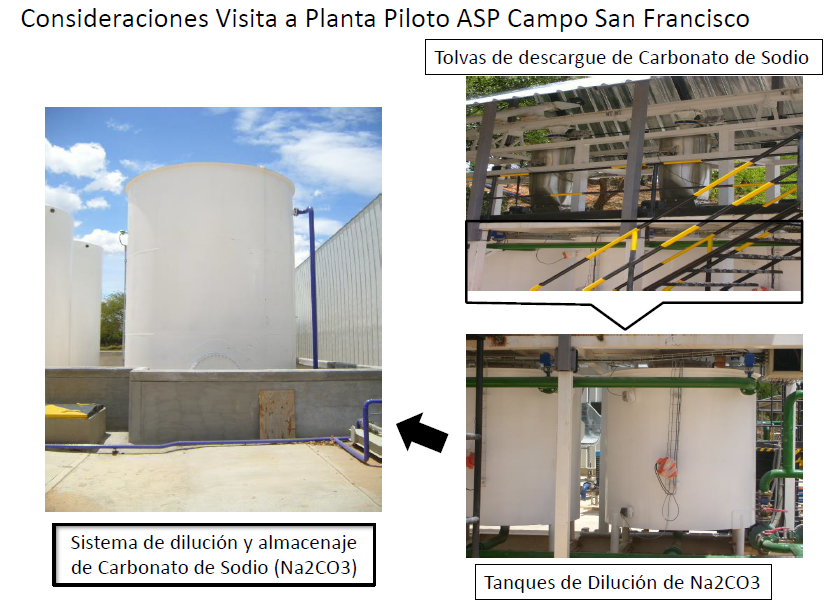 Consideraciones Visita a Planta Piloto ASP Campo San Francisco
Tolvas de descargue de Carbonato de Sodio
Sistema de dilución y almacenaje
de Carbonato de Sodio (Na2CO3)
Tanques de Dilución de Na2CO3